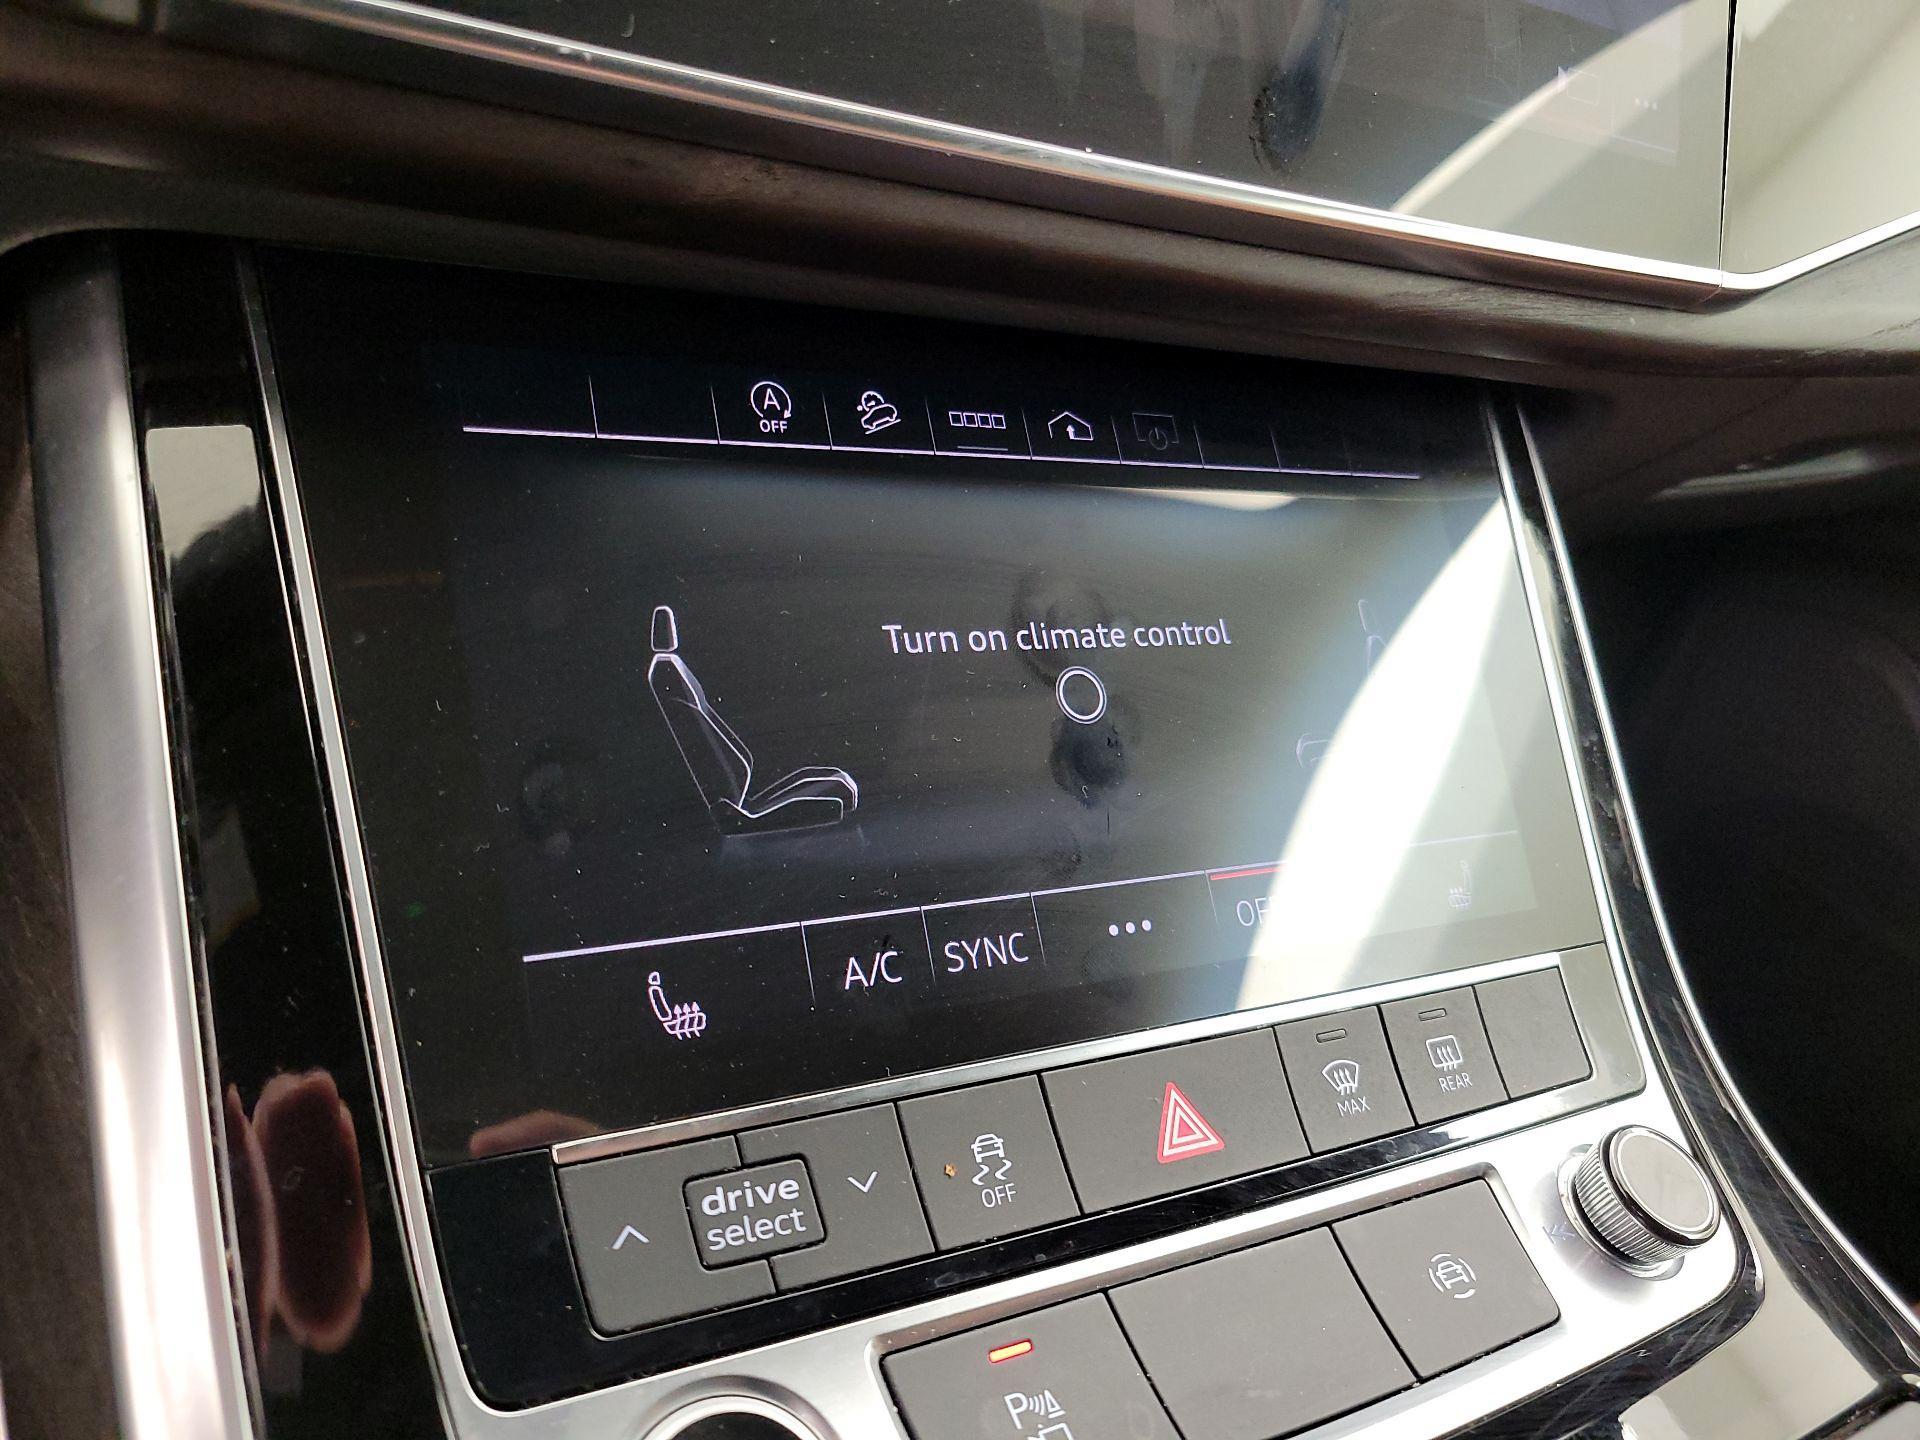 A
OFF
Turn on climate control
A/C
SYNC
MAX
REAR
drive
select
OFF
P